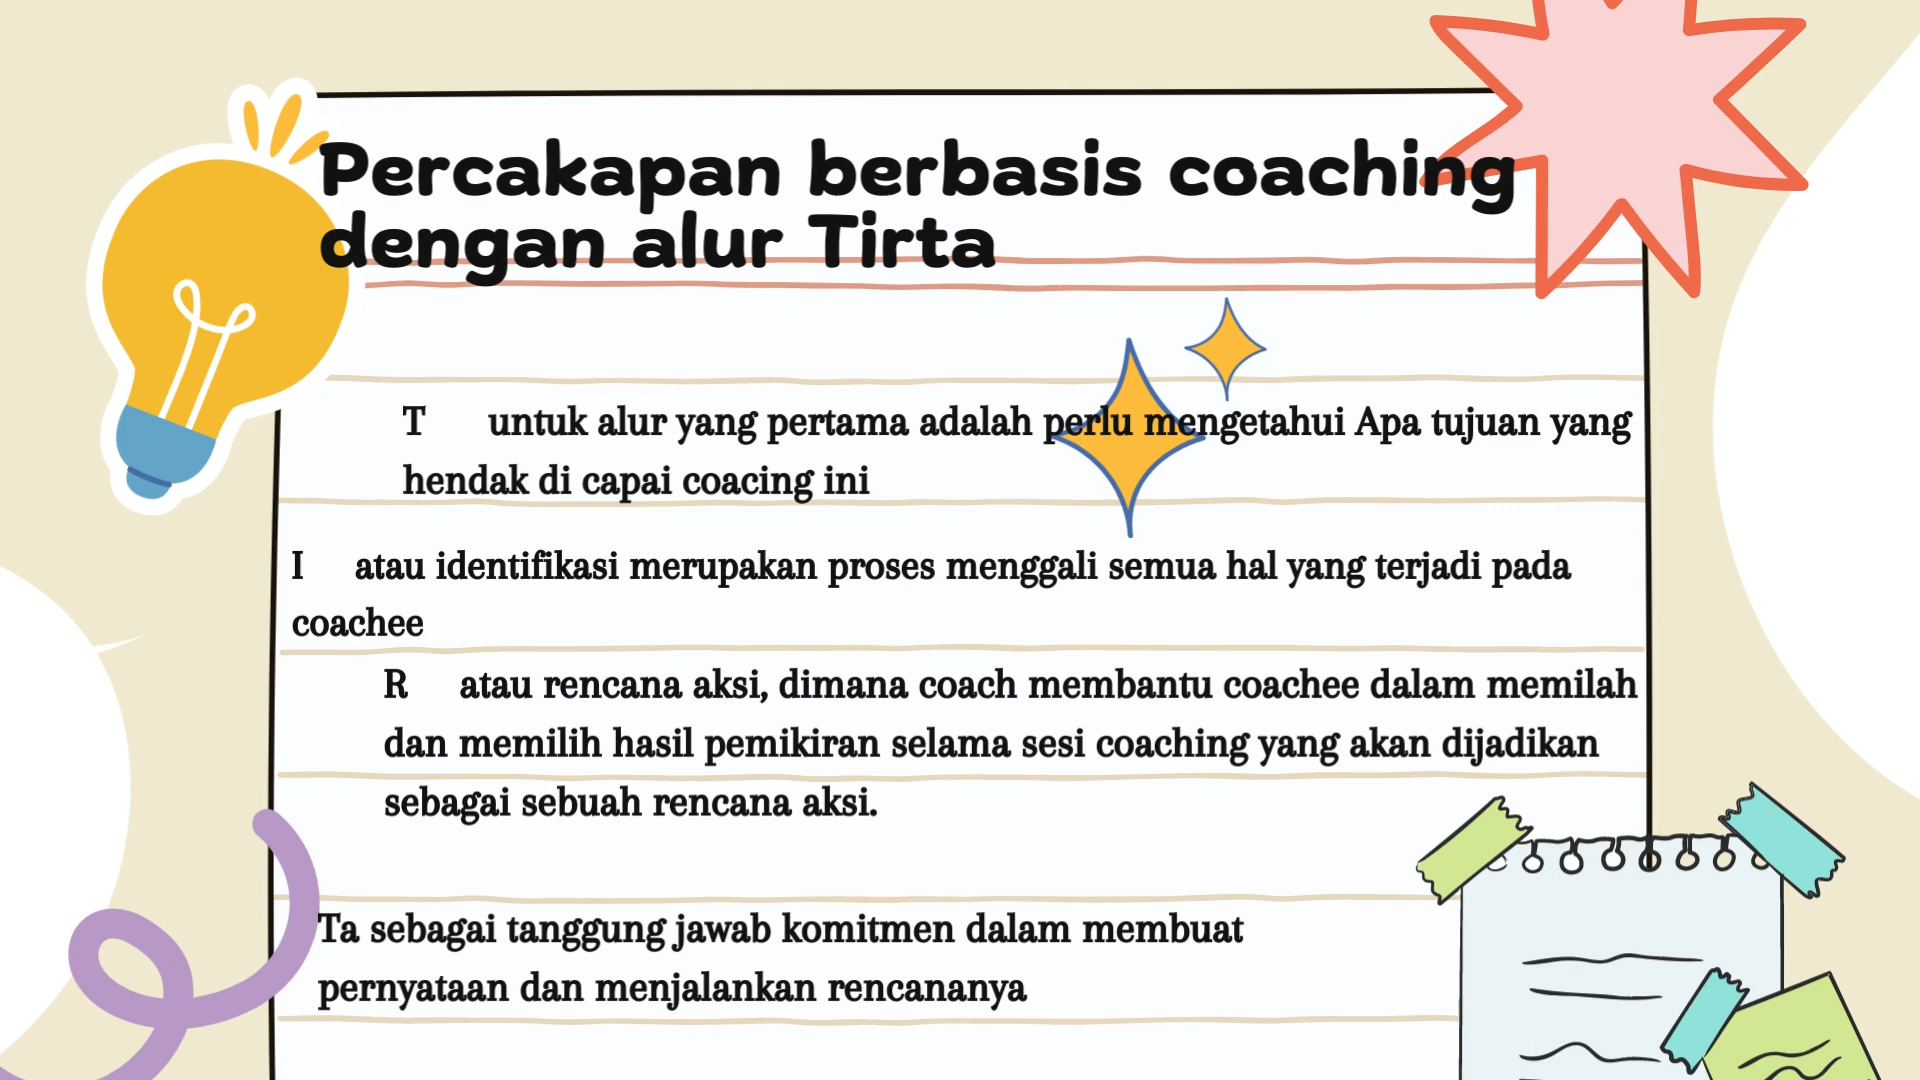 Percakapan berbasis coaching
dengan alur Tirta
T untuk alur yang pertama adalah perlu mengetahui Apa tujuan yang
hendak di capai coacing ini
I atau identifikasi merupakan proses menggali semua hal yang terjadi pada
coachee
R atau rencana aksi, dimana coach membantu coachee dalam memilah
dan memilih hasil pemikiran selama sesi coaching yang akan dijadikan
sebagai sebuah rencana aksi.
Ta sebagai tanggung jawab komitmen dalam membuat
pernyataan dan menjalankan rencananya